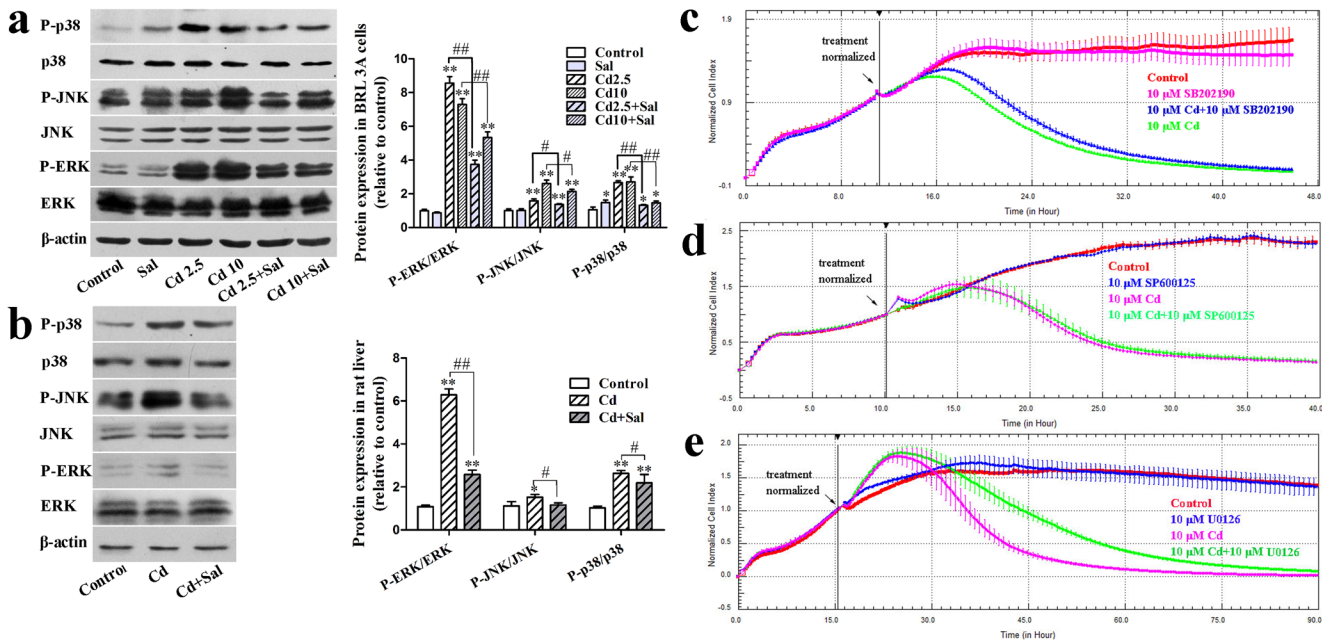 a
P-p38
p38
P-JNK
JNK
P-ERK
ERK
β-actin
Control
Sal
Cd 2.5
Cd 10
Cd 2.5+Sal
Cd 10+Sal
Protein expression in BRL 3A cells
(relative to control)
10
8
6
4
2
0
Control
Sal
Cd2.5
Cd10
Cd2.5+Sal
Cd10+Sal
##
##
**
**
**
**
#
#
**
**
**
**
##
##
*
**
**
*
*
P-ERK/ERK
P-JNK/JNK
P-p38/p38
b
P-p38
p38
P-JNK
JNK
P-ERK
ERK
β-actin
Control
Cd
Cd+Sal
Protein expression in rat liver
(relative to control)
8
6
4
2
0
Control
Cd
Cd+Sal
##
**
**
#
*
#
**
**
P-ERK/ERK
P-JNK/JNK
P-p38/p38
c
Normalized Cell Index
1.9
0.9
-0.1
treatment
normalized
Control
10 μM SB202190
10 μM Cd+10 μM SB202190
10 μM Cd
0.0 8.0 16.0 24.0 32.0 40.0 48.0
Time (in Hour)
d
Normalized Cell Index
2.5
2.0
1.5
1.0
0.5
0.0
-0.5
treatment
normalized
Control
10 μM SP600125
10 μM Cd
10 μM Cd+10 μM SP600125
0.0 5.0 10.0 15.0 20.0 25.0 30.0 35.0 40.0
Time (in Hour)
e
Normalized Cell Index
2.0
1.5
1.0
0.5
0.0
-0.5
treatment
normalized
Control
10 μM U0126
10 μM Cd
10 μM Cd+10 μM U0126
0.0 15.0 30.0 45.0 60.0 75.0 90.0
Time (in Hour)